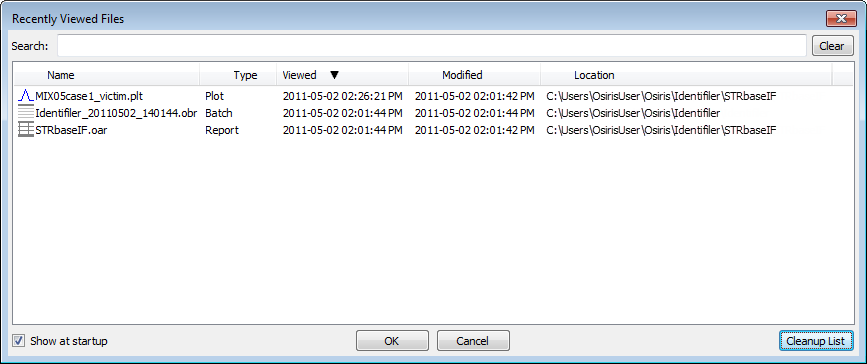 Recently Viewed Files
Search: Clear
Name Type Viewed ▼ Modified Location
MIX05case1_victim.plt Plot 2011-05-02 02:26:21 PM 2011-05-02 02:01:42 PM C:\Users\OsirisUser\Osiris\Identifiler\STRbaseIF
Identifiler_20110502_140144.obr Batch 2011-05-02 02:01:44 PM 2011-05-02 02:01:44 PM C:\Users\OsirisUser\Osiris\Identifiler
STRbaseIF.oar Report 2011-05-02 02:01:44 PM 2011-05-02 02:01:42 PM C:\Users\OsirisUser\Osiris\Identifiler\STRbaseIF
Show at startup OK Cancel Cleanup List